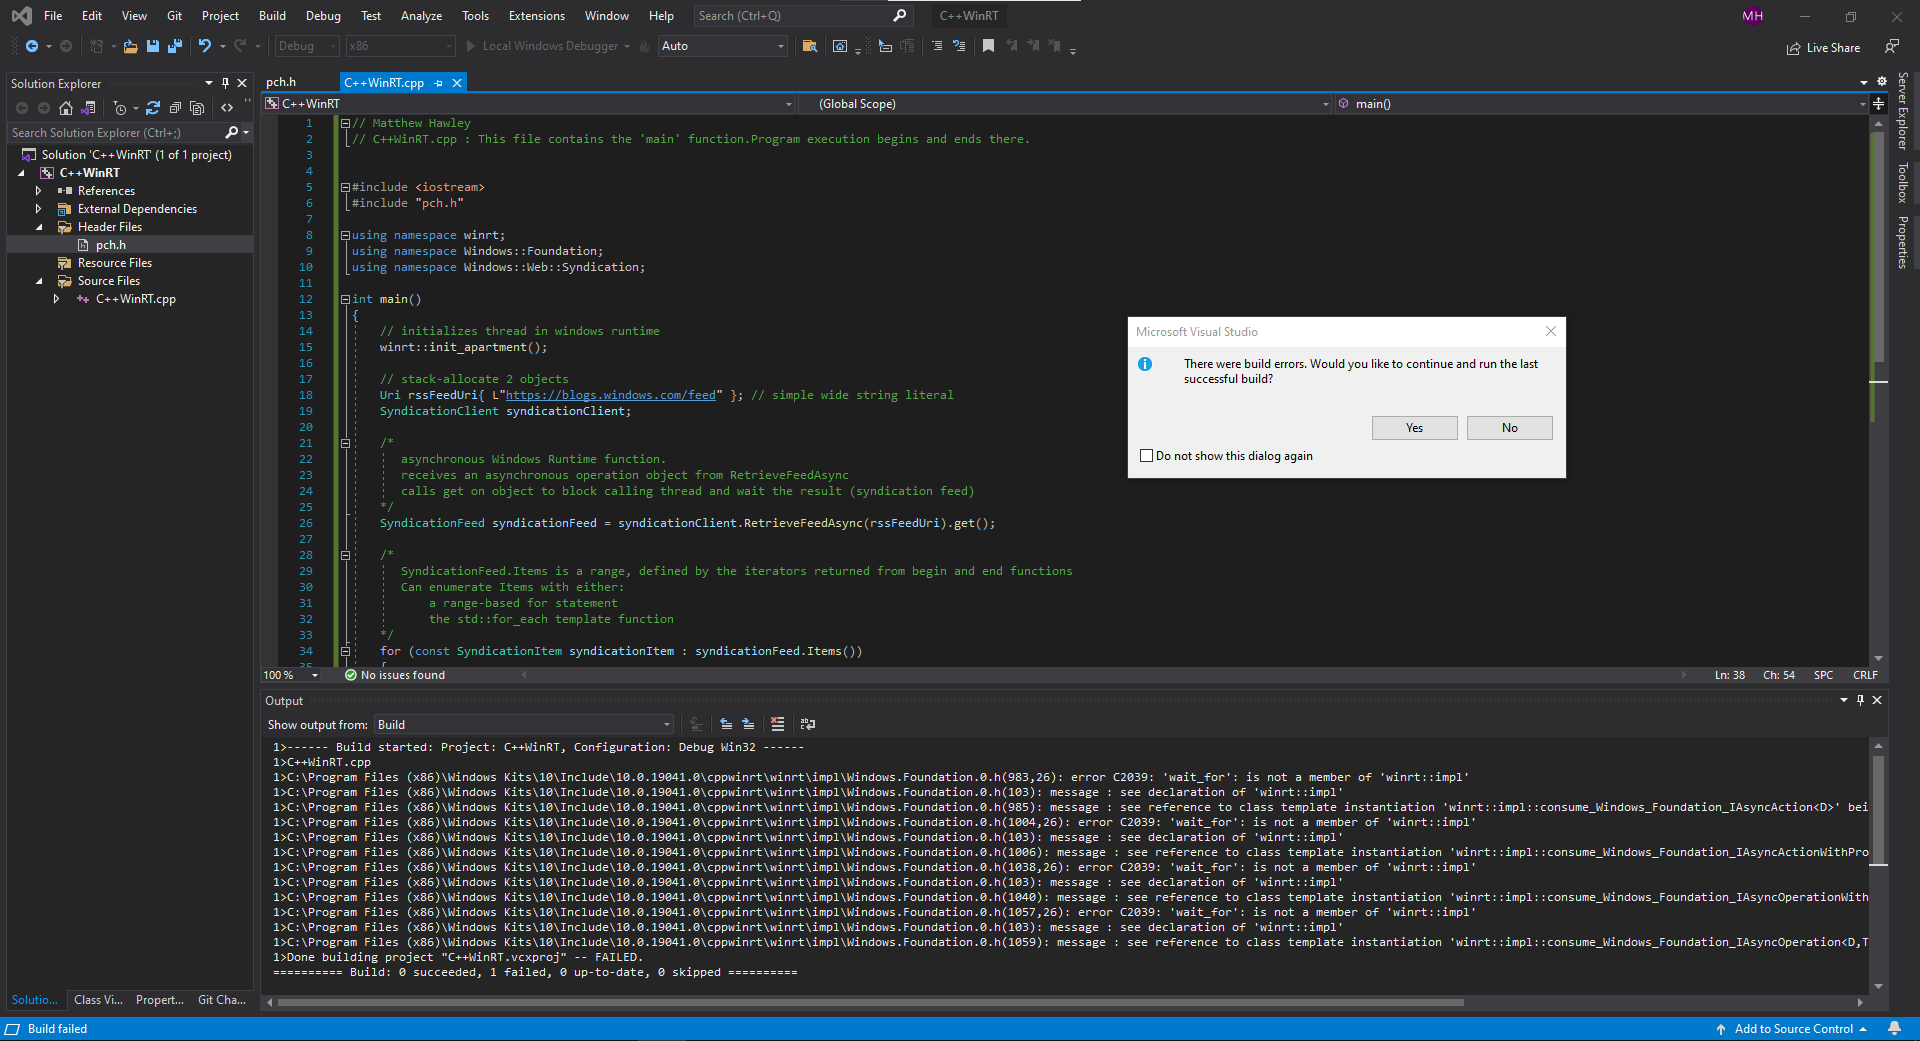 File Edit View Git Project Build Debug Test Analyze Tools Extensions Window Help Search (Ctrl+Q) C++WinRT MH
Debug x86 Local Windows Debugger Auto Live Share
Solution Explorer
Search Solution Explorer (Ctrl+;)
Solution 'C++WinRT' (1 of 1 project)
C++WinRT
References
External Dependencies
Header Files
pch.h
Resource Files
Source Files
C++WinRT.cpp
Solutio... Class Vi... Propert... Git Cha...
pch.h C++WinRT.cpp
C++WinRT (Global Scope) main()
1 // Matthew Hawley
2 // C++WinRT.cpp : This file contains the 'main' function.Program execution begins and ends there.
3
4
5 #include <iostream>
6 #include "pch.h"
7
8 using namespace winrt;
9 using namespace Windows::Foundation;
10 using namespace Windows::Web::Syndication;
11
12 int main()
13 {
14 // initializes thread in windows runtime
15 winrt::init_apartment();
16
17 // stack-allocate 2 objects
18 Uri rssFeedUri{ L"https://blogs.windows.com/feed" }; // simple wide string literal
19 SyndicationClient syndicationClient;
20
21 /*
22 asynchronous Windows Runtime function.
23 receives an asynchronous operation object from RetrieveFeedAsync
24 calls get on object to block calling thread and wait the result (syndication feed)
25 */
26 SyndicationFeed syndicationFeed = syndicationClient.RetrieveFeedAsync(rssFeedUri).get();
27
28 /*
29 SyndicationFeed.Items is a range, defined by the iterators returned from begin and end functions
30 Can enumerate Items with either:
31 a range-based for statement
32 the std::for_each template function
33 */
34 for (const SyndicationItem syndicationItem : syndicationFeed.Items())
35 {
100 % No issues found Ln: 38 Ch: 54 SPC CRLF
Microsoft Visual Studio
There were build errors. Would you like to continue and run the last
successful build?
Yes No
Do not show this dialog again
Server Explorer
Toolbox
Properties
Output
Show output from: Build
1>------ Build started: Project: C++WinRT, Configuration: Debug Win32 ------
1>C++WinRT.cpp
1>C:\Program Files (x86)\Windows Kits\10\Include\10.0.19041.0\cppwinrt\winrt\impl\Windows.Foundation.0.h(983,26): error C2039: 'wait_for': is not a member of 'winrt::impl'
1>C:\Program Files (x86)\Windows Kits\10\Include\10.0.19041.0\cppwinrt\winrt\impl\Windows.Foundation.0.h(103): message : see declaration of 'winrt::impl'
1>C:\Program Files (x86)\Windows Kits\10\Include\10.0.19041.0\cppwinrt\winrt\impl\Windows.Foundation.0.h(985): message : see reference to class template instantiation 'winrt::impl::consume_Windows_Foundation_IAsyncAction<D>' bei
1>C:\Program Files (x86)\Windows Kits\10\Include\10.0.19041.0\cppwinrt\winrt\impl\Windows.Foundation.0.h(1004,26): error C2039: 'wait_for': is not a member of 'winrt::impl'
1>C:\Program Files (x86)\Windows Kits\10\Include\10.0.19041.0\cppwinrt\winrt\impl\Windows.Foundation.0.h(103): message : see declaration of 'winrt::impl'
1>C:\Program Files (x86)\Windows Kits\10\Include\10.0.19041.0\cppwinrt\winrt\impl\Windows.Foundation.0.h(1006): message : see reference to class template instantiation 'winrt::impl::consume_Windows_Foundation_IAsyncActionWithPro
1>C:\Program Files (x86)\Windows Kits\10\Include\10.0.19041.0\cppwinrt\winrt\impl\Windows.Foundation.0.h(1038,26): error C2039: 'wait_for': is not a member of 'winrt::impl'
1>C:\Program Files (x86)\Windows Kits\10\Include\10.0.19041.0\cppwinrt\winrt\impl\Windows.Foundation.0.h(103): message : see declaration of 'winrt::impl'
1>C:\Program Files (x86)\Windows Kits\10\Include\10.0.19041.0\cppwinrt\winrt\impl\Windows.Foundation.0.h(1040): message : see reference to class template instantiation 'winrt::impl::consume_Windows_Foundation_IAsyncOperationWith
1>C:\Program Files (x86)\Windows Kits\10\Include\10.0.19041.0\cppwinrt\winrt\impl\Windows.Foundation.0.h(1057,26): error C2039: 'wait_for': is not a member of 'winrt::impl'
1>C:\Program Files (x86)\Windows Kits\10\Include\10.0.19041.0\cppwinrt\winrt\impl\Windows.Foundation.0.h(103): message : see declaration of 'winrt::impl'
1>C:\Program Files (x86)\Windows Kits\10\Include\10.0.19041.0\cppwinrt\winrt\impl\Windows.Foundation.0.h(1059): message : see reference to class template instantiation 'winrt::impl::consume_Windows_Foundation_IAsyncOperation<D,T
1>Done building project "C++WinRT.vcxproj" -- FAILED.
========== Build: 0 succeeded, 1 failed, 0 up-to-date, 0 skipped ==========
Build failed Add to Source Control